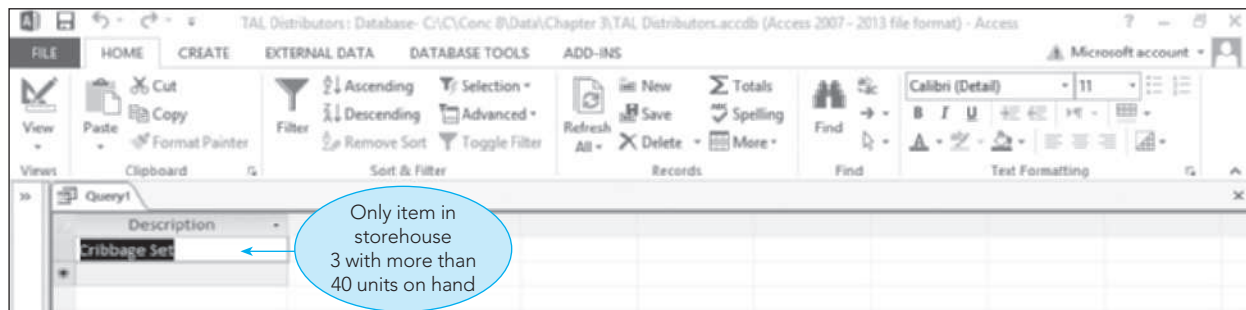 TAL Distributors: Database- C:\C\Conc 8\Data\Chapter 3\TAL Distributors.accdb (Access 2007 - 2013 file format) - Access
FILE HOME CREATE EXTERNAL DATA DATABASE TOOLS ADD-INS Microsoft account
Cut Ascending Selection New Totals Calibri (Detail) 11
Copy Descending Advanced Save Spelling B I U
View Paste Format Painter Filter Remove Sort Toggle Filter Refresh All Delete More Find A
Views Clipboard Sort & Filter Records Find Text Formatting
Query1
Description
Cribbage Set
Only item in
storehouse
3 with more than
40 units on hand